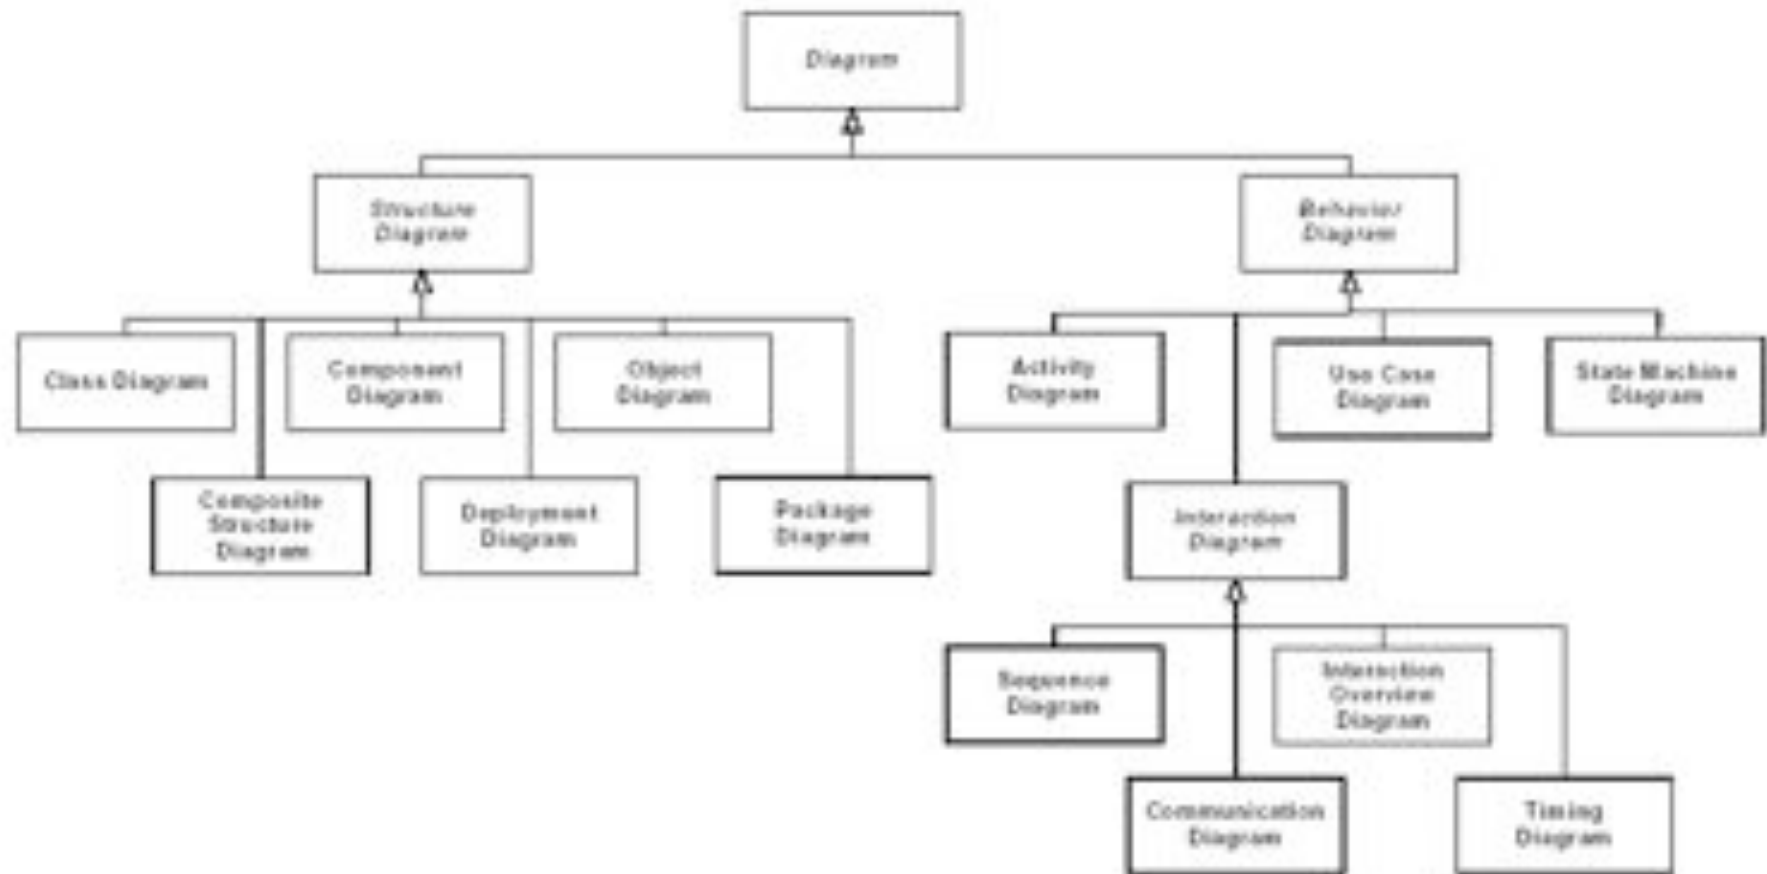 Diagram
Structure
Diagram
Behavior
Diagram
Class Diagram
Component
Diagram
Object
Diagram
Activity
Diagram
Use Case
Diagram
State Machine
Diagram
Composite
Structure
Diagram
Deployment
Diagram
Package
Diagram
Interaction
Diagram
Sequence
Diagram
Interaction
Overview
Diagram
Communication
Diagram
Timing
Diagram